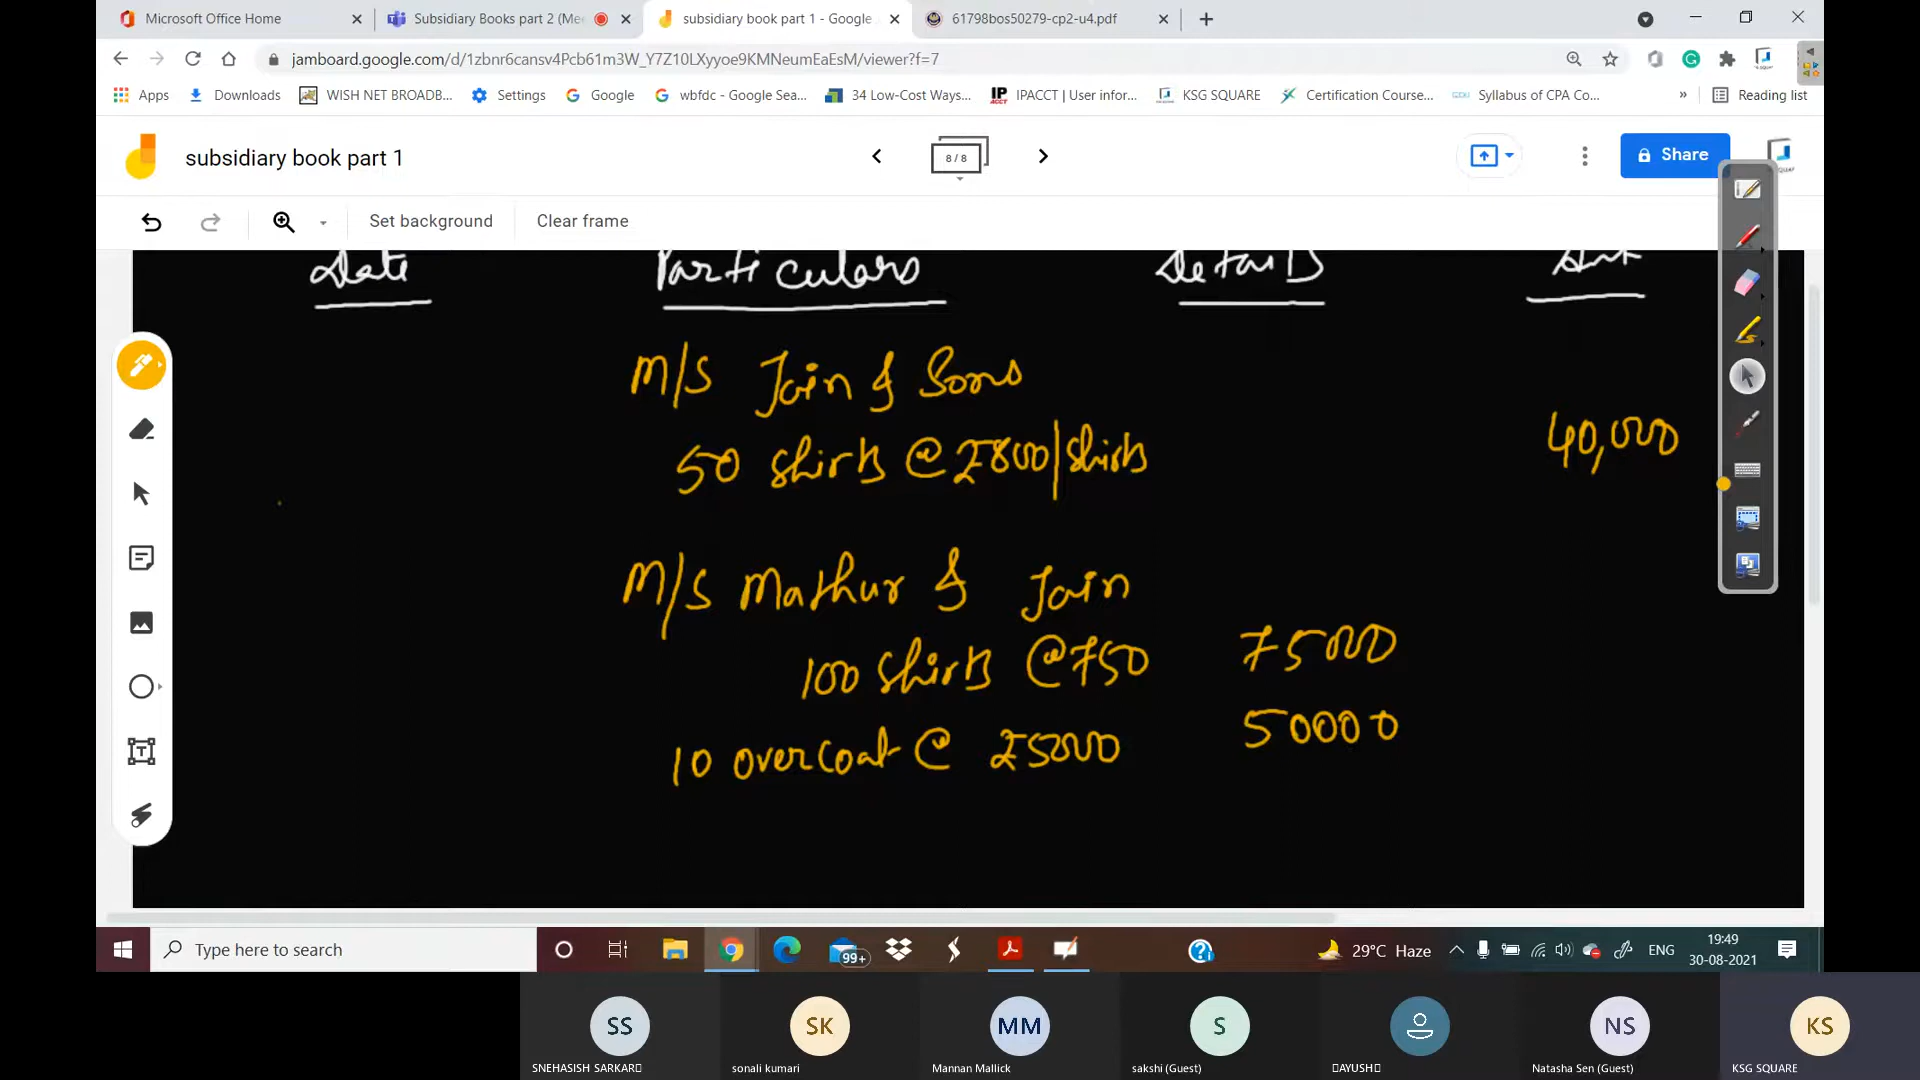 Microsoft Office Home
Subsidiary Books part 2 (Me
subsidiary book part 1 - Google
61798bos50279-cp2-u4.pdf
jamboard.google.com/d/1zbnr6cansv4Pcb61m3W_Y7Z10LXyyoe9KMNeumEaEsM/viewer?f=7
Apps
Downloads
WISH NET BROADB...
Settings
Google
wbfdc - Google Sea...
34 Low-Cost Ways...
IPACCT | User infor...
KSG SQUARE
Certification Course...
Syllabus of CPA Co...
»
Reading list
subsidiary book part 1
8 / 8
Share
Set background
Clear frame
Date Particulars Details Amt
M/S Jain & Sons
50 shirts @ 2800/shirts 40,000
M/S Mathur & Jain
100 shirts @ 750 75000
10 overcoat @ 25000 50000
Type here to search
99+
29°C Haze
ENG
19:49
30-08-2021
SS
SK
MM
S
NS
KS
SNEHASISH SARKAR
sonali kumari
Mannan Mallick
sakshi (Guest)
AYUSH
Natasha Sen (Guest)
KSG SQUARE